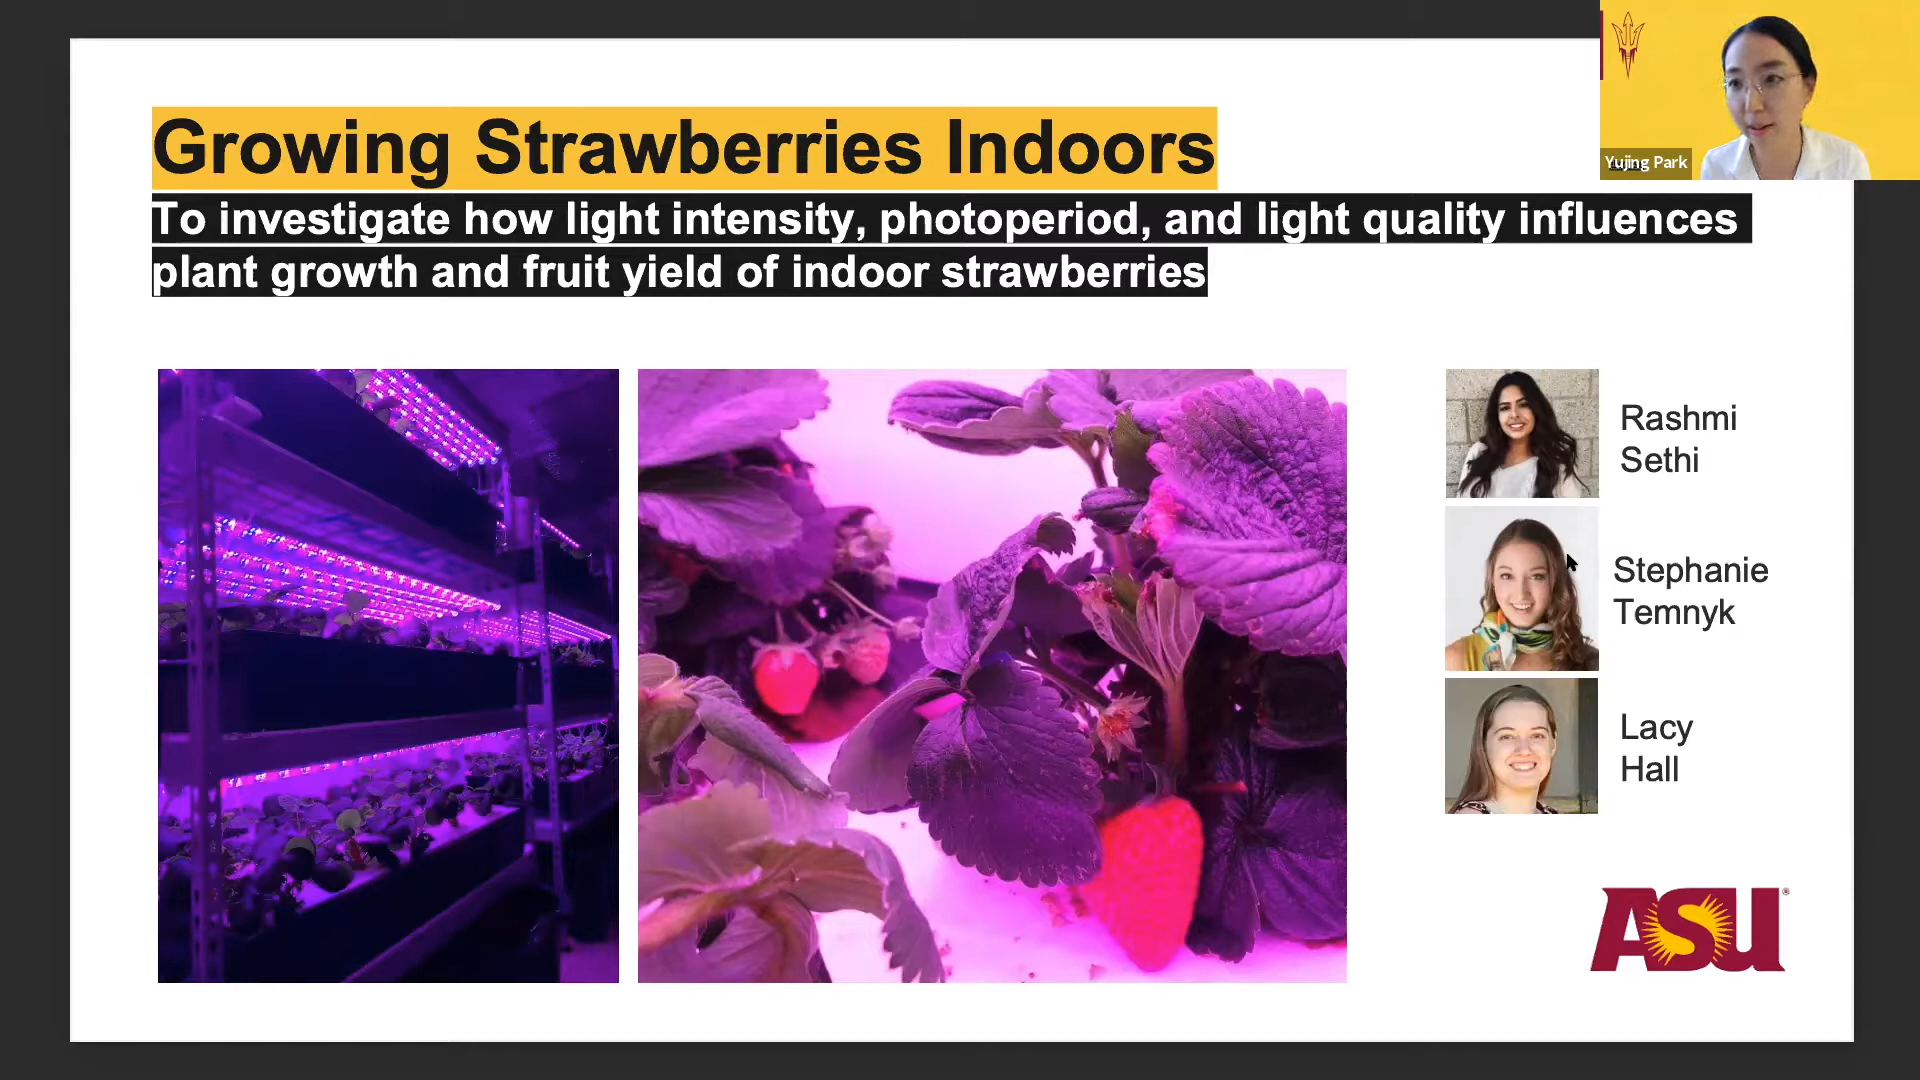 Growing Strawberries Indoors
To investigate how light intensity, photoperiod, and light quality influences
plant growth and fruit yield of indoor strawberries
Yujing Park
Rashmi
Sethi
Stephanie
Temnyk
Lacy
Hall
ASU